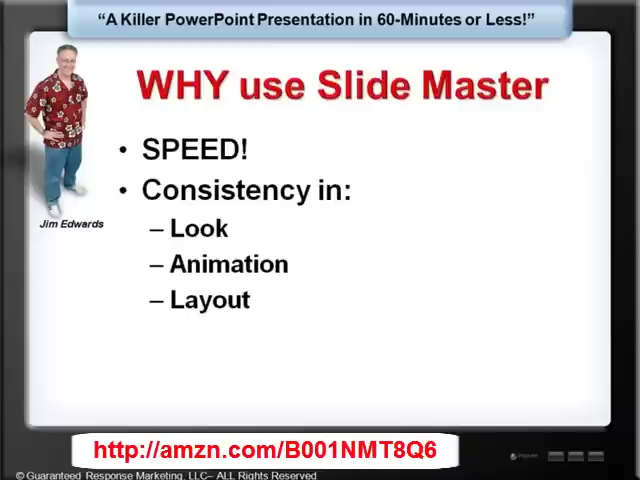 “A Killer PowerPoint Presentation in 60-Minutes or Less!”
WHY use Slide Master
• SPEED!
• Consistency in:
– Look
– Animation
– Layout
Jim Edwards
http://amzn.com/B001NMT8Q6
© Guaranteed Response Marketing, LLC– ALL Rights Reserved